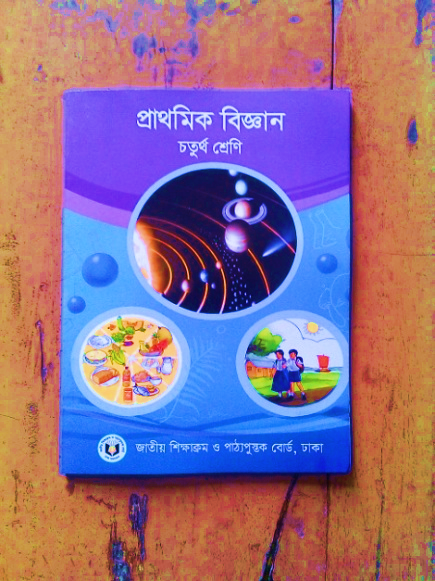 প্রাথমিক বিজ্ঞান
চতুর্থ শ্রেণি
জাতীয় শিক্ষাক্রম ও পাঠ্যপুস্তক বোর্ড, ঢাকা